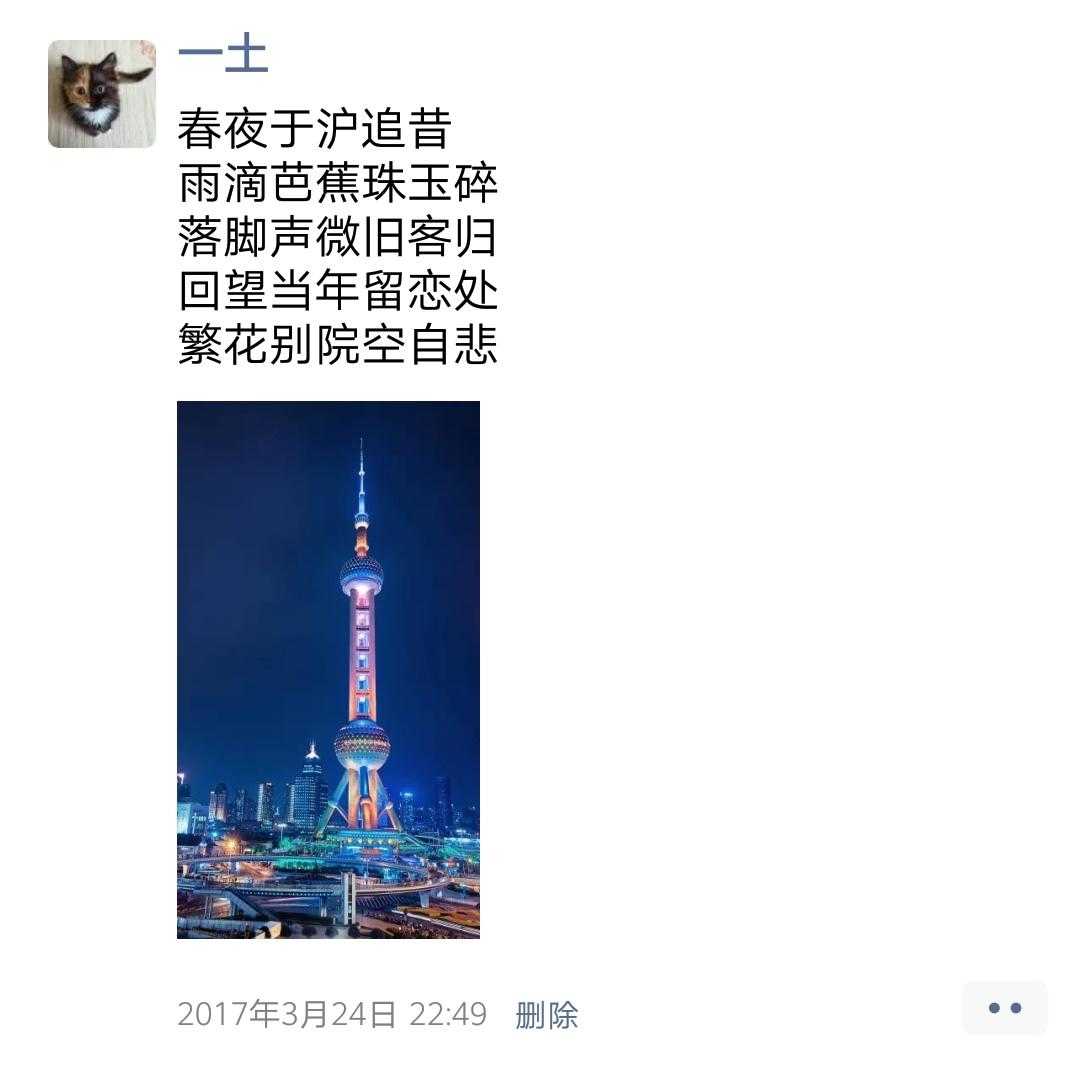 一士
春夜于沪追昔
雨滴芭蕉珠玉碎
落脚声微旧客归
回望当年留恋处
繁花别院空自悲
2017年3月24日 22:49 删除